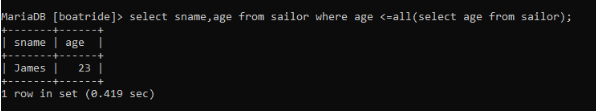 MariaDB [boatride]> select sname,age from sailor where age <=all(select age from sailor);
+-------+------+
| sname | age  |
+-------+------+
| James |   23 |
+-------+------+
1 row in set (0.419 sec)